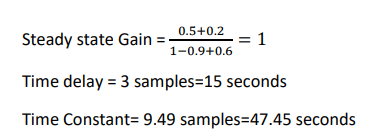 Steady state Gain = (0.5+0.2)/(1−0.9+0.6) = 1
Time delay = 3 samples=15 seconds
Time Constant= 9.49 samples=47.45 seconds